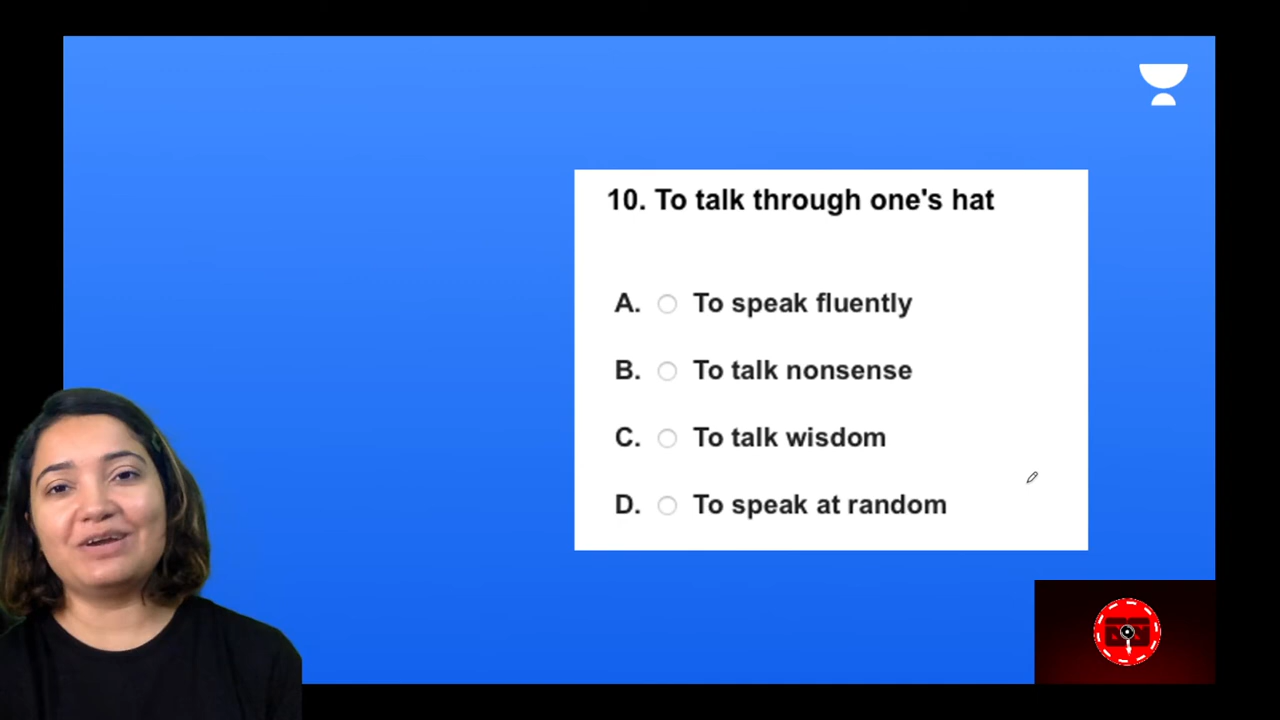 10. To talk through one's hat
A. To speak fluently
B. To talk nonsense
C. To talk wisdom
D. To speak at random